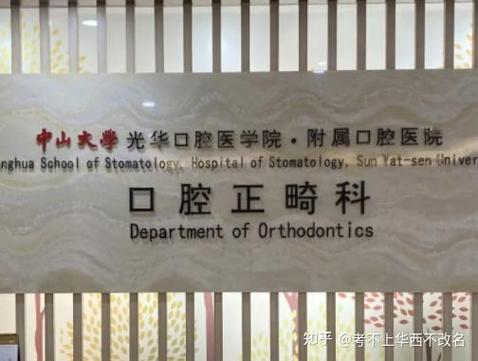 中山大學 光华口腔医学院·附属口腔医院
nghua School of Stomatology, Hospital of Stomatology, Sun Yat-sen Univer
口腔正畸科
Department of Orthodontics
知乎 @考不上华西不改名